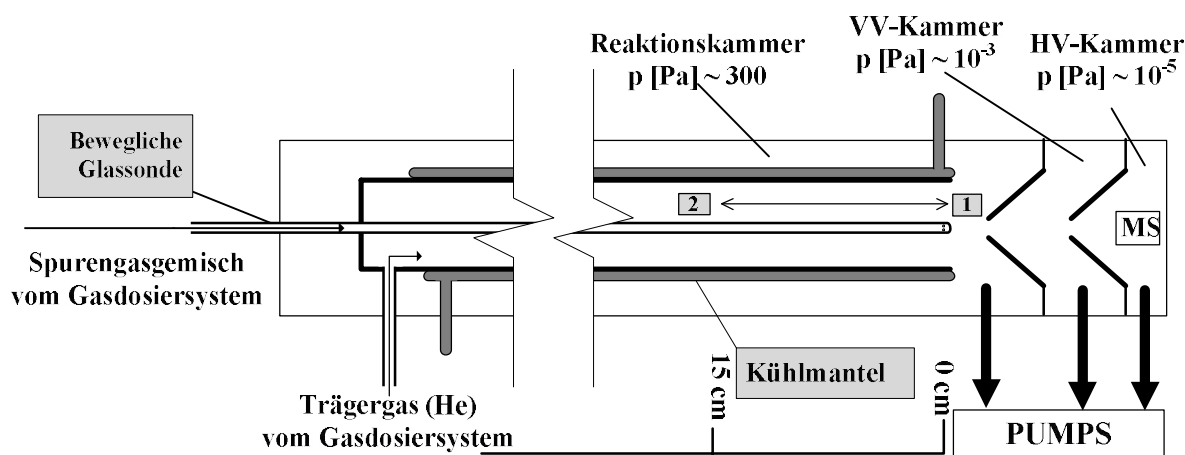 Reaktionskammer
p [Pa] ~ 300
VV-Kammer
p [Pa] ~ 10⁻³
HV-Kammer
p [Pa] ~ 10⁻⁵
Bewegliche
Glassonde
2
1
MS
Spurengasgemisch
vom Gasdosiersystem
Kühlmantel
15 cm
0 cm
Trägergas (He)
vom Gasdosiersystem
PUMPS